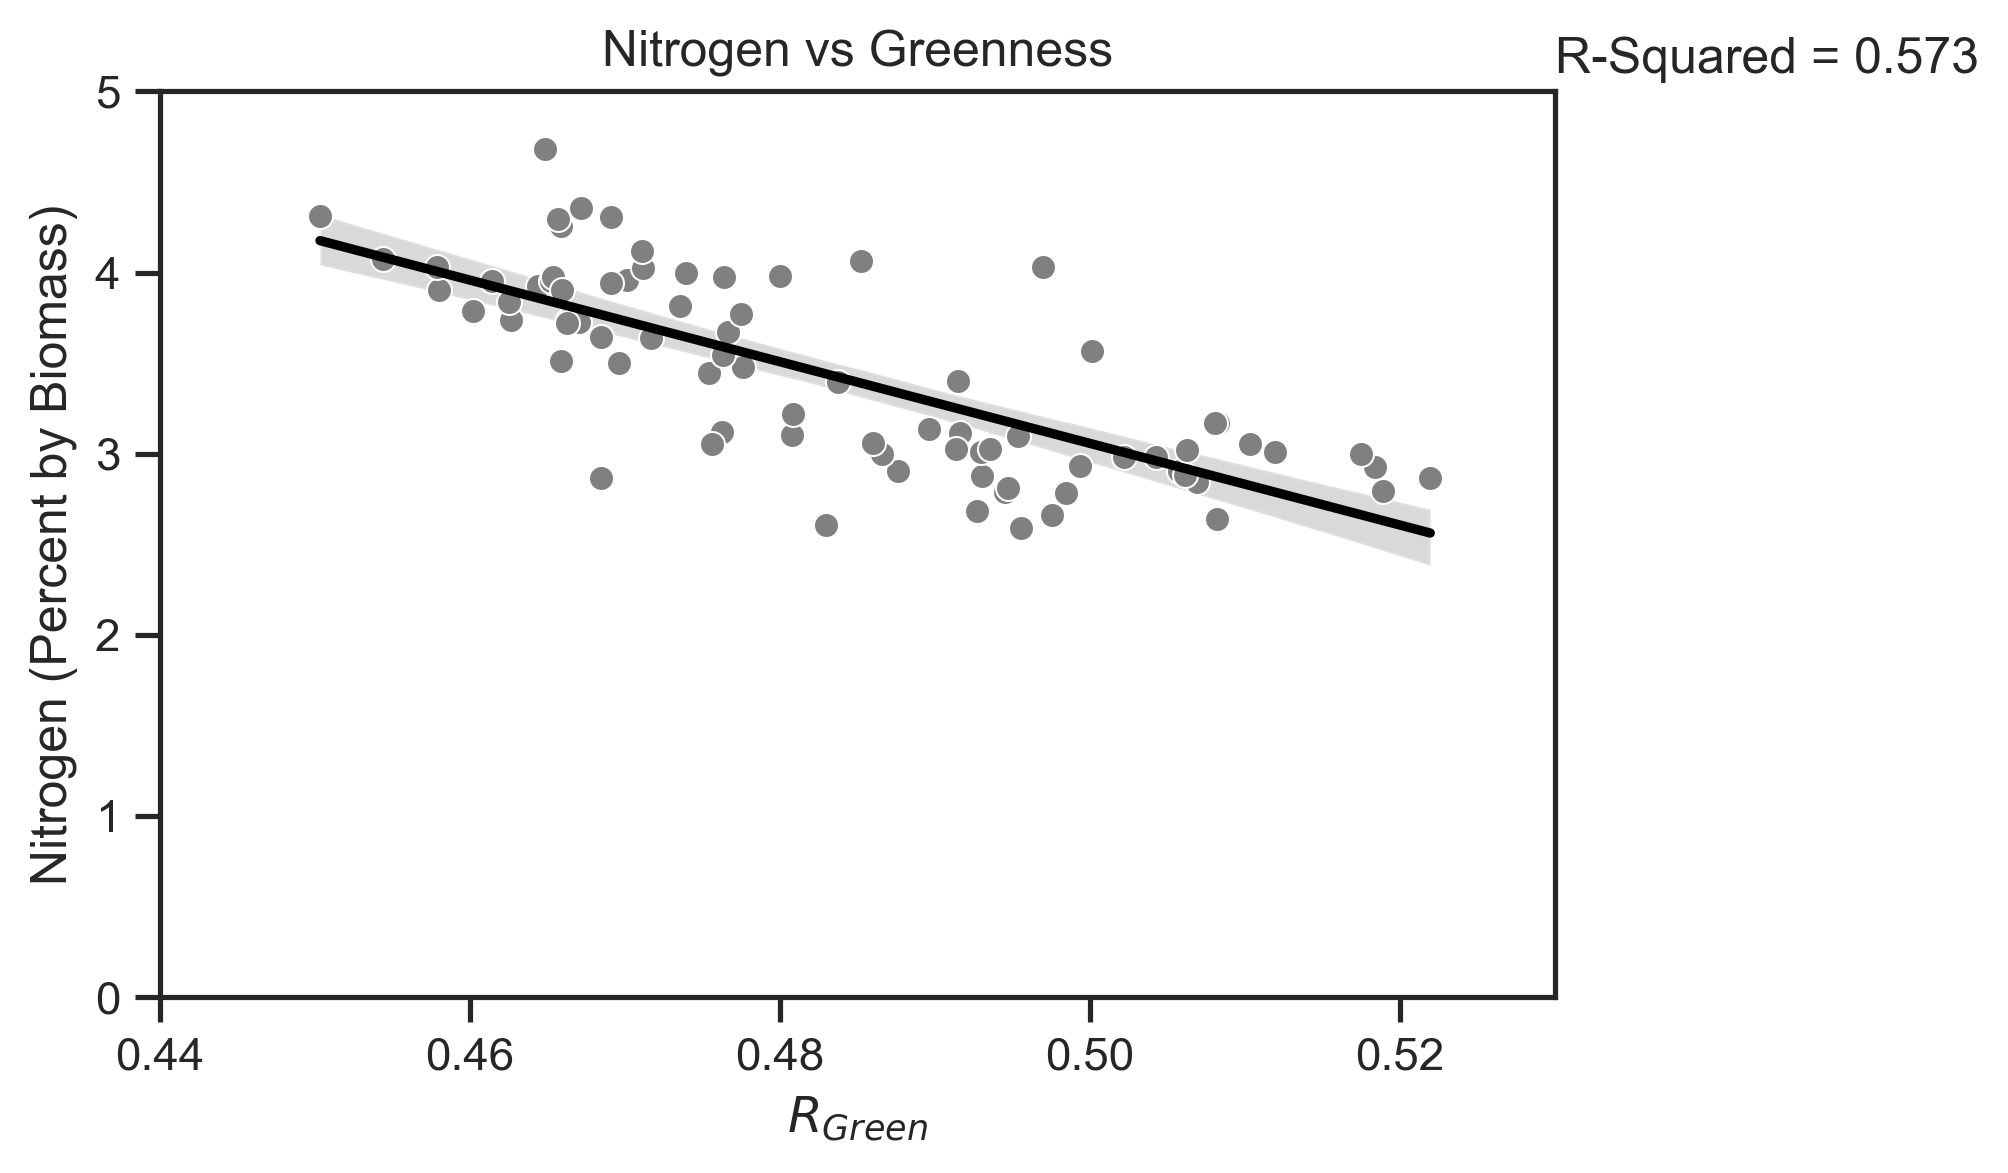 Nitrogen vs Greenness
R-Squared = 0.573
Nitrogen (Percent by Biomass)
5
4
3
2
1
0
0.44 0.46 0.48 0.50 0.52
R_Green